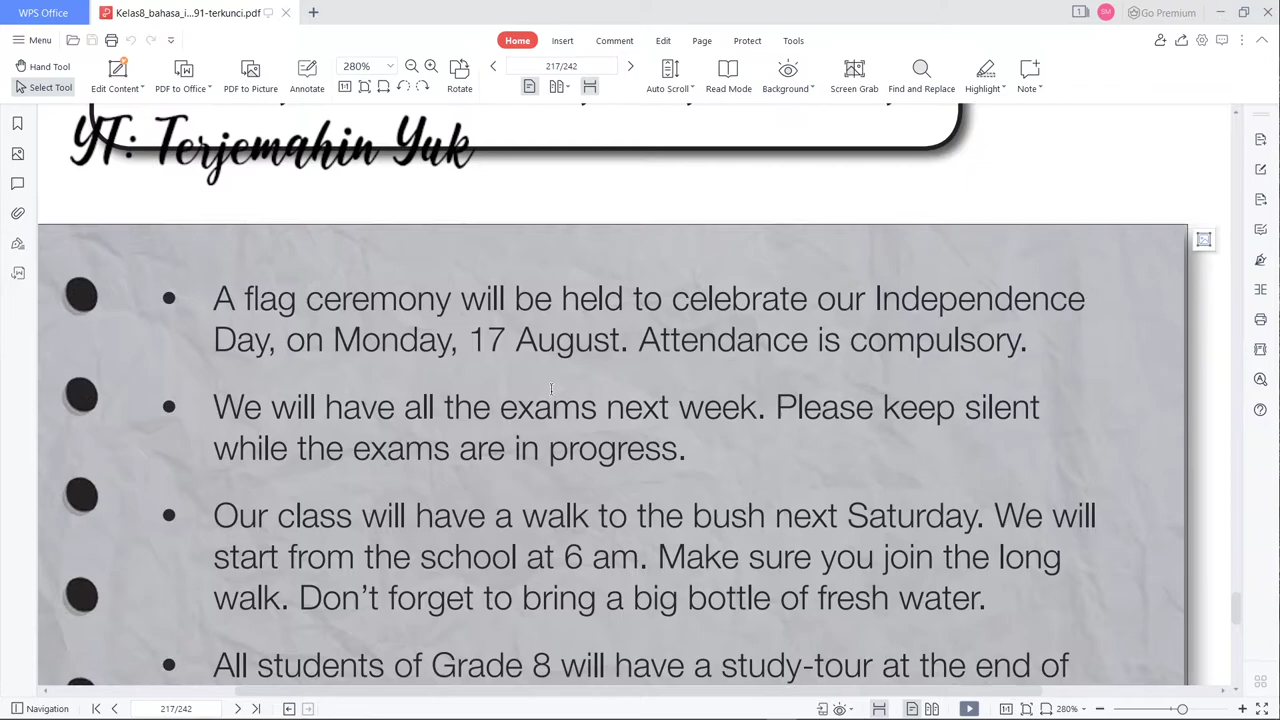 WPS Office
Kelas8_bahasa_i...91-terkunci.pdf
SM
Go Premium
Menu
Home
Insert
Comment
Edit
Page
Protect
Tools
Hand Tool
Select Tool
Edit Content
PDF to Office
PDF to Picture
Annotate
280%
Rotate
217/242
Auto Scroll
Read Mode
Background
Screen Grab
Find and Replace
Highlight
Note
YT: Terjemahin Yuk
• A flag ceremony will be held to celebrate our Independence
Day, on Monday, 17 August. Attendance is compulsory.
• We will have all the exams next week. Please keep silent
while the exams are in progress.
• Our class will have a walk to the bush next Saturday. We will
start from the school at 6 am. Make sure you join the long
walk. Don't forget to bring a big bottle of fresh water.
• All students of Grade 8 will have a study-tour at the end of
Navigation
217/242
280%